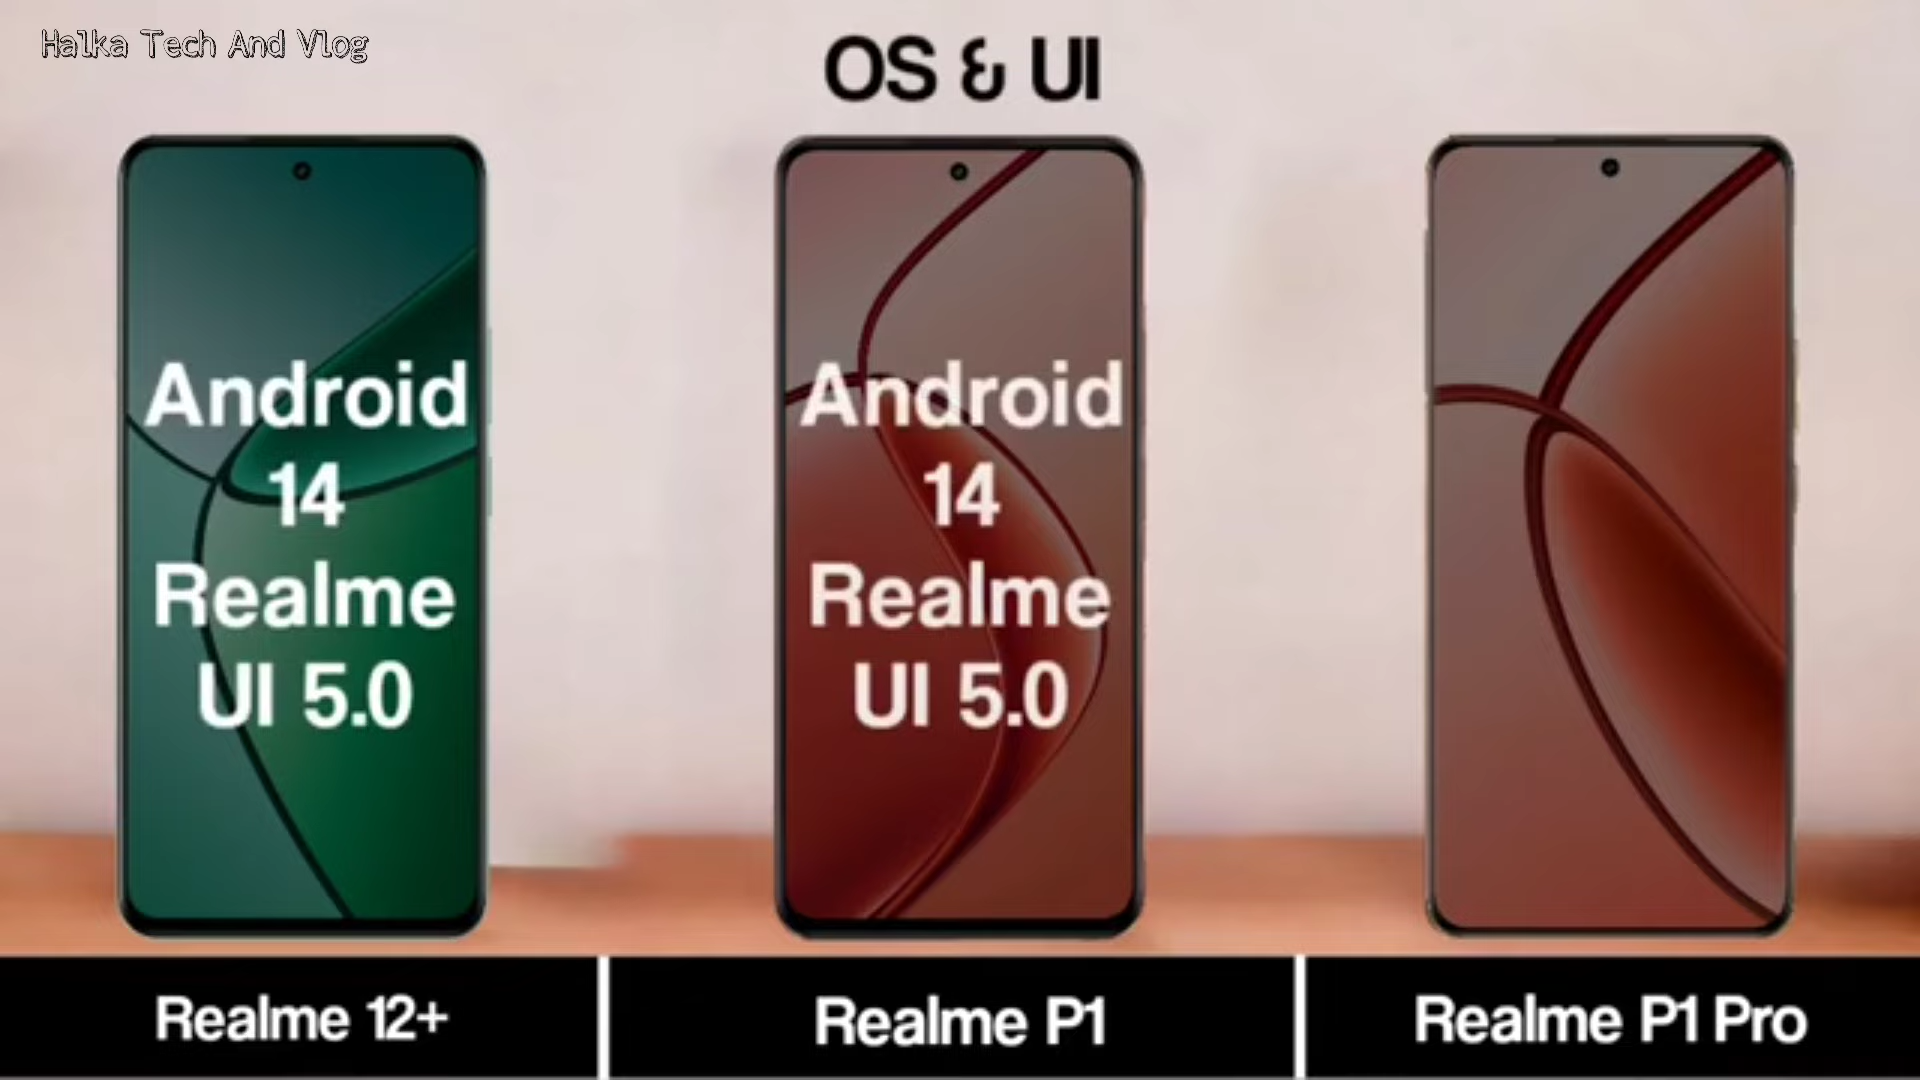 Halka Tech And Vlog
OS & UI
Android
14
Realme
UI 5.0
Android
14
Realme
UI 5.0
Realme 12+
Realme P1
Realme P1 Pro